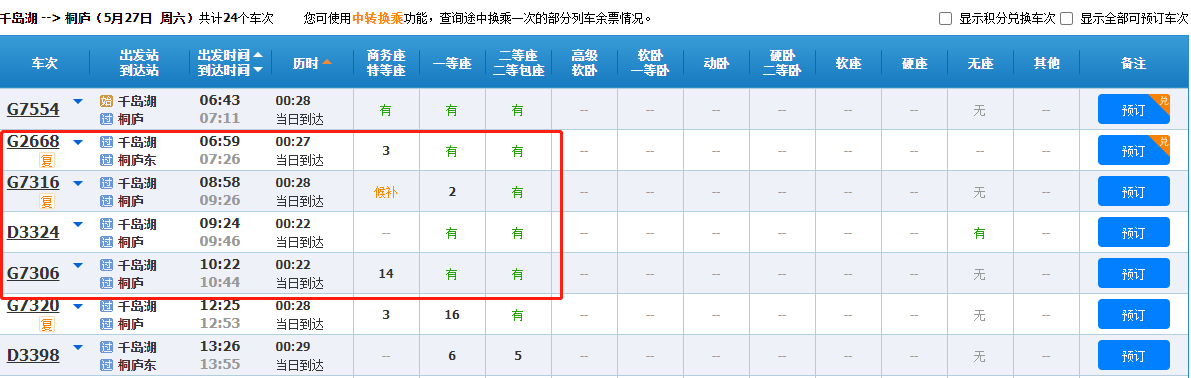 千岛湖 --> 桐庐（5月27日 周六）共计24个车次 您可使用中转换乘功能，查询途中换乘一次的部分列车余票情况。 显示积分兑换车次 显示全部可预订车次
车次 出发站 到达站 出发时间 到达时间 历时 商务座 特等座 一等座 二等座 二等包座 高级 软卧 软卧 一等卧 动卧 硬卧 二等卧 软座 硬座 无座 其他 备注
G7554 始 千岛湖 06:43 00:28 有 有 有 -- -- -- -- -- -- 无 -- 预订 兑
过 桐庐 07:11 当日到达
G2668 过 千岛湖 06:59 00:27 3 有 有 -- -- -- -- -- -- -- -- 预订 兑
复 过 桐庐东 07:26 当日到达
G7316 过 千岛湖 08:58 00:28 候补 2 有 -- -- -- -- -- -- 无 -- 预订
复 过 桐庐 09:26 当日到达
D3324 过 千岛湖 09:24 00:22 -- 有 有 -- -- -- -- -- -- 有 -- 预订
过 桐庐 09:46 当日到达
G7306 过 千岛湖 10:22 00:22 14 有 有 -- -- -- -- -- -- 无 -- 预订
过 桐庐 10:44 当日到达
G7320 过 千岛湖 12:25 00:28 3 16 有 -- -- -- -- -- -- 无 -- 预订
复 过 桐庐 12:53 当日到达
D3398 过 千岛湖 13:26 00:29 -- 6 5 -- -- -- -- -- -- 无 -- 预订
过 桐庐东 13:55 当日到达